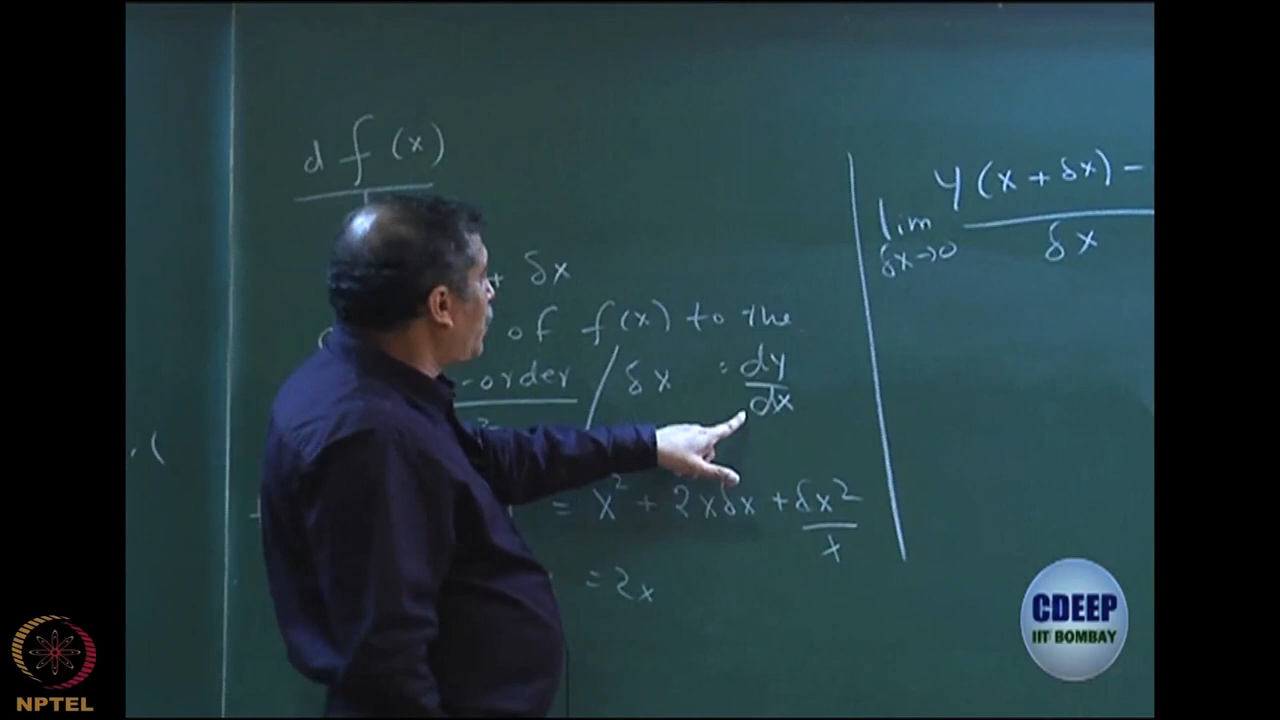 d f(x)
+ δx
of f(x) to the
-order / δx = dy/dx
= x² + 2xδx + δx²
= 2x
lim δx→0 y(x + δx) - / δx
CDEEP
IIT BOMBAY
NPTEL